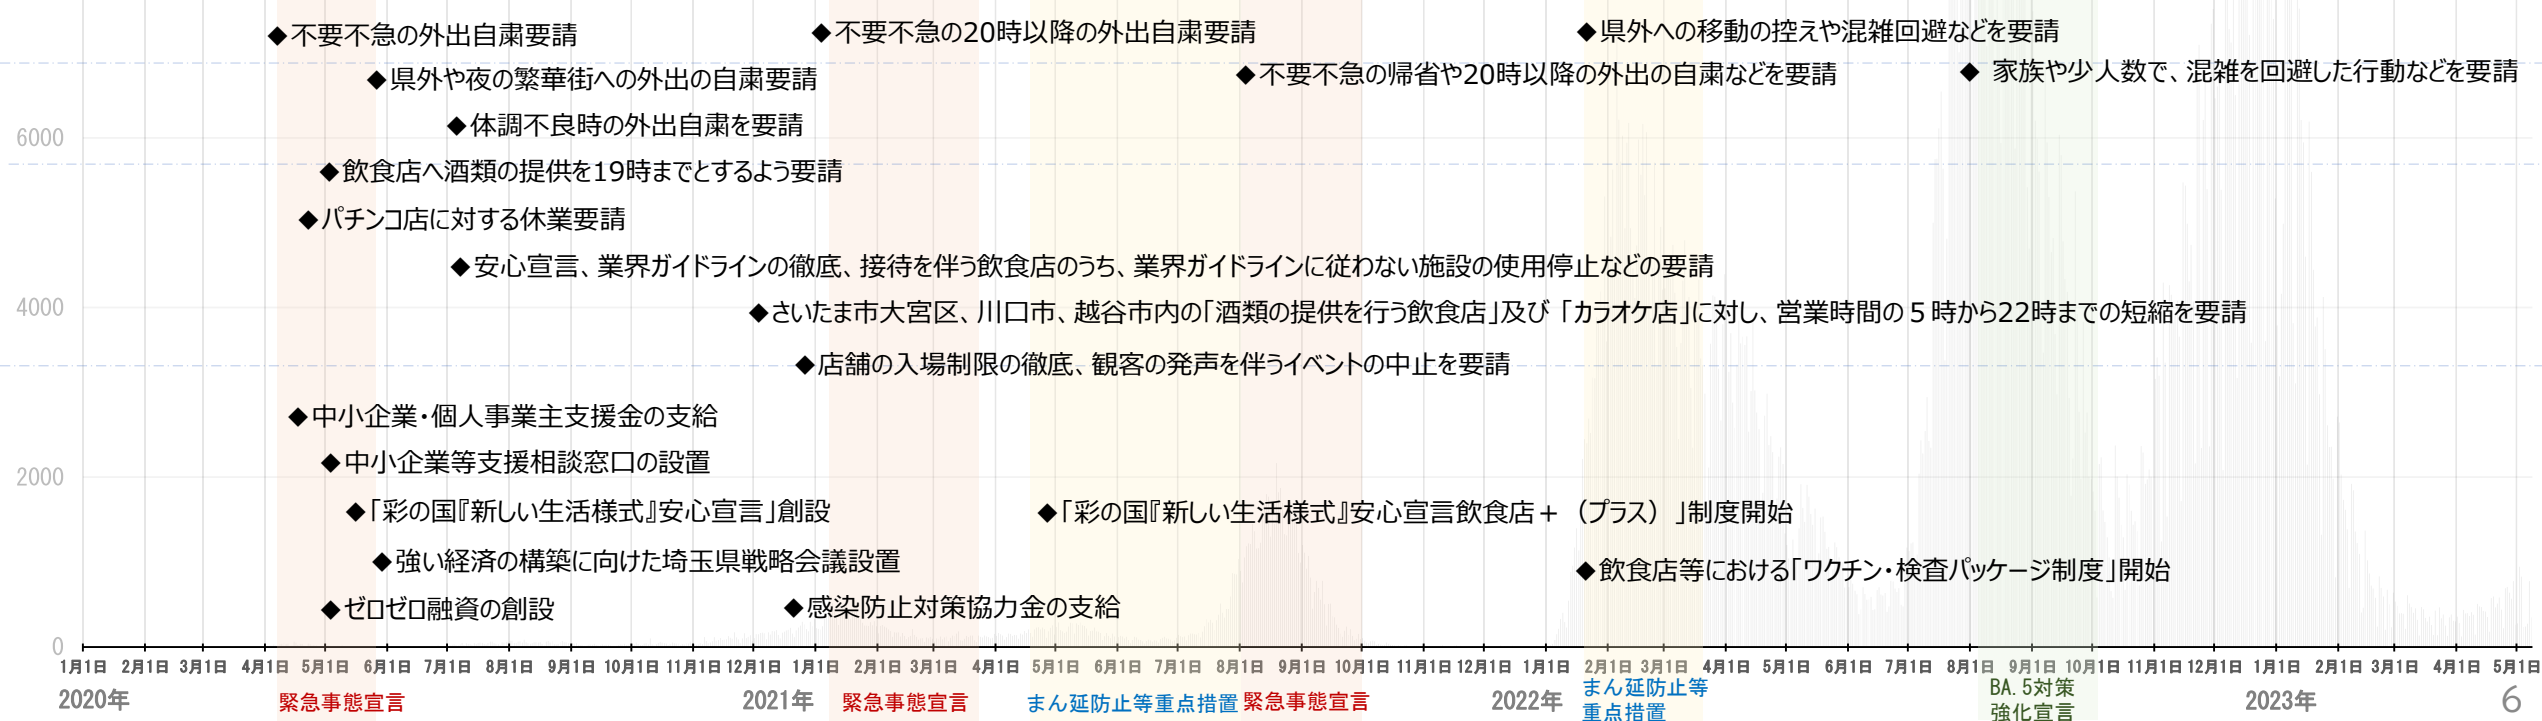 ◆不要不急の外出自粛要請
◆不要不急の20時以降の外出自粛要請
◆県外への移動の控えや混雑回避などを要請
◆県外や夜の繁華街への外出の自粛要請
◆不要不急の帰省や20時以降の外出の自粛などを要請
◆ 家族や少人数で、混雑を回避した行動などを要請
◆体調不良時の外出自粛を要請
6000
◆飲食店へ酒類の提供を19時までとするよう要請
◆パチンコ店に対する休業要請
◆安心宣言、業界ガイドラインの徹底、接待を伴う飲食店のうち、業界ガイドラインに従わない施設の使用停止などの要請
4000
◆さいたま市大宮区、川口市、越谷市内の「酒類の提供を行う飲食店」及び「カラオケ店」に対し、営業時間の５時から22時までの短縮を要請
◆店舗の入場制限の徹底、観客の発声を伴うイベントの中止を要請
◆中小企業・個人事業主支援金の支給
◆中小企業等支援相談窓口の設置
2000
◆「彩の国『新しい生活様式』安心宣言」創設
◆「彩の国『新しい生活様式』安心宣言飲食店＋（プラス）」制度開始
◆強い経済の構築に向けた埼玉県戦略会議設置
◆飲食店等における「ワクチン・検査パッケージ制度」開始
◆ゼロゼロ融資の創設
◆感染防止対策協力金の支給
0
1月1日 2月1日 3月1日 4月1日 5月1日 6月1日 7月1日 8月1日 9月1日 10月1日 11月1日 12月1日 1月1日 2月1日 3月1日 4月1日 5月1日 6月1日 7月1日 8月1日 9月1日 10月1日 11月1日 12月1日 1月1日 2月1日 3月1日 4月1日 5月1日 6月1日 7月1日 8月1日 9月1日 10月1日 11月1日 12月1日 1月1日 2月1日 3月1日 4月1日 5月1日
2020年 緊急事態宣言 2021年 緊急事態宣言 まん延防止等重点措置 緊急事態宣言 2022年
まん延防止等
重点措置
BA.5対策
強化宣言
2023年
6